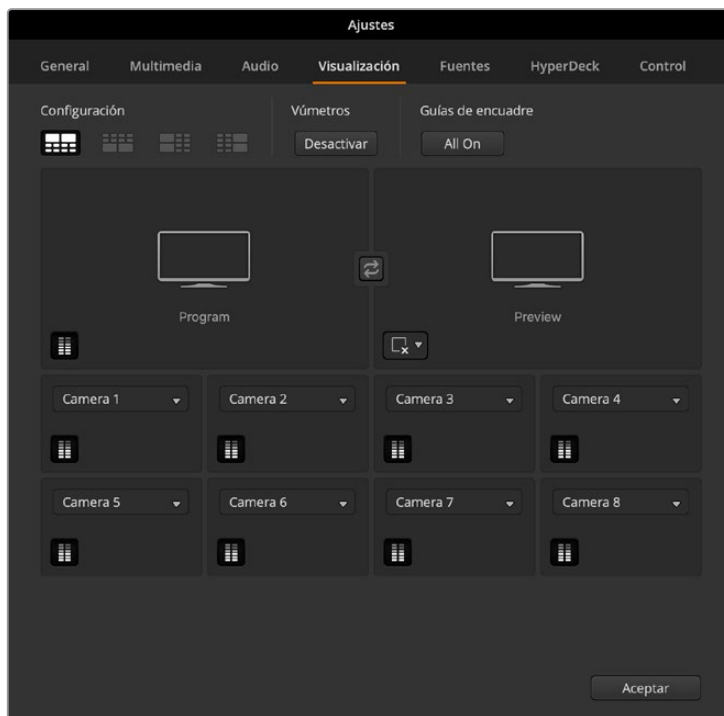 Ajustes
General Multimedia Audio Visualización Fuentes HyperDeck Control
Configuración Vúmetros Guías de encuadre
Desactivar All On
Program Preview
Camera 1 Camera 2 Camera 3 Camera 4
Camera 5 Camera 6 Camera 7 Camera 8
Aceptar